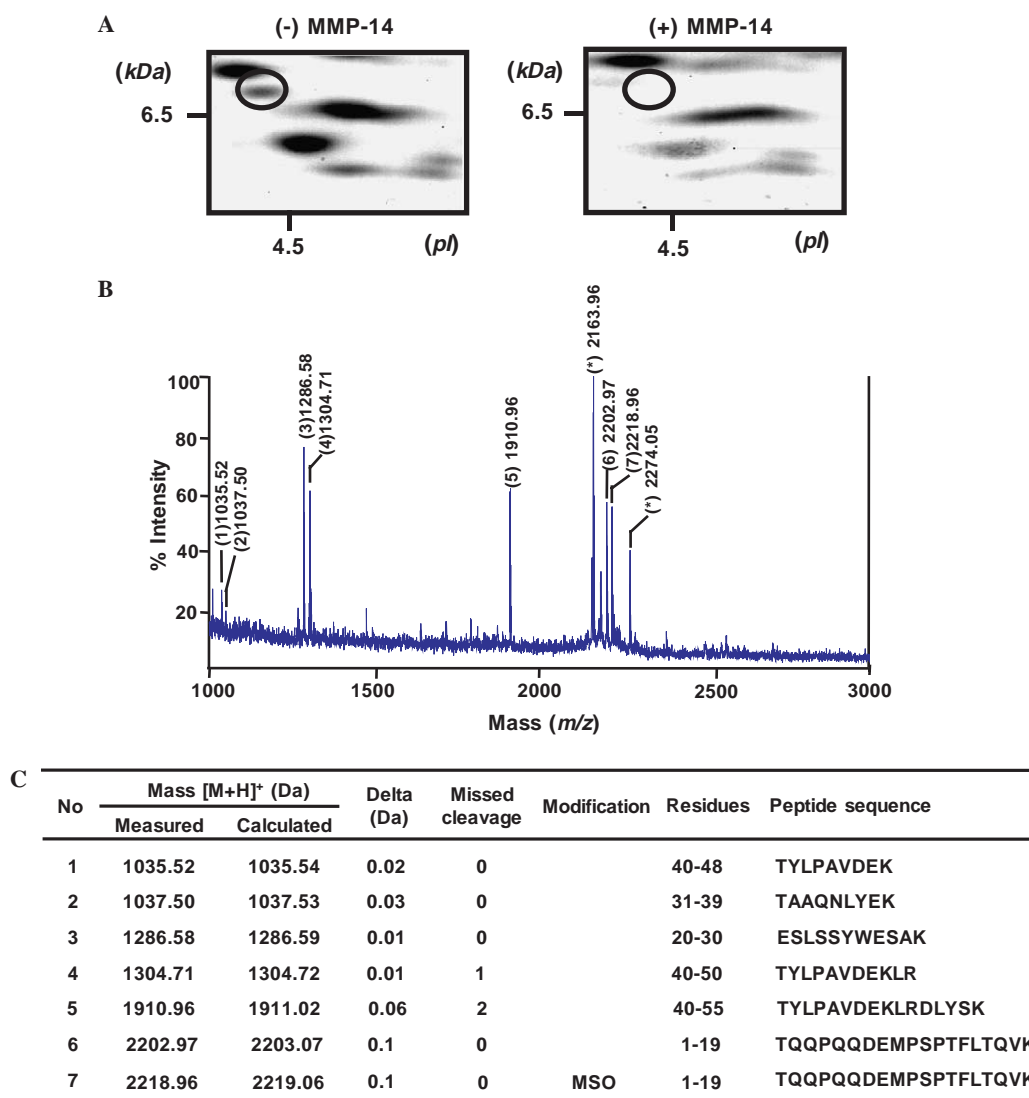 A
(-) MMP-14
(+) MMP-14
(kDa)
(kDa)
6.5
6.5
4.5
(pI)
4.5
(pI)
B
(1)1035.52
(2)1037.50
(3)1286.58
(4)1304.71
(5) 1910.96
(*) 2163.96
(6) 2202.97
(7)2218.96
(*) 2274.05
100
80
60
40
20
% Intensity
1000 1500 2000 2500 3000
Mass (m/z)
C
No Mass [M+H]+ (Da) Delta (Da) Missed cleavage Modification Residues Peptide sequence
Measured Calculated
1 1035.52 1035.54 0.02 0 40-48 TYLPAVDEK
2 1037.50 1037.53 0.03 0 31-39 TAAQNLYEK
3 1286.58 1286.59 0.01 0 20-30 ESLSSYWESAK
4 1304.71 1304.72 0.01 1 40-50 TYLPAVDEKLR
5 1910.96 1911.02 0.06 2 40-55 TYLPAVDEKLRDLYSK
6 2202.97 2203.07 0.1 0 1-19 TQQPQQDEMPSPTFLTQVK
7 2218.96 2219.06 0.1 0 MSO 1-19 TQQPQQDEMPSPTFLTQVK